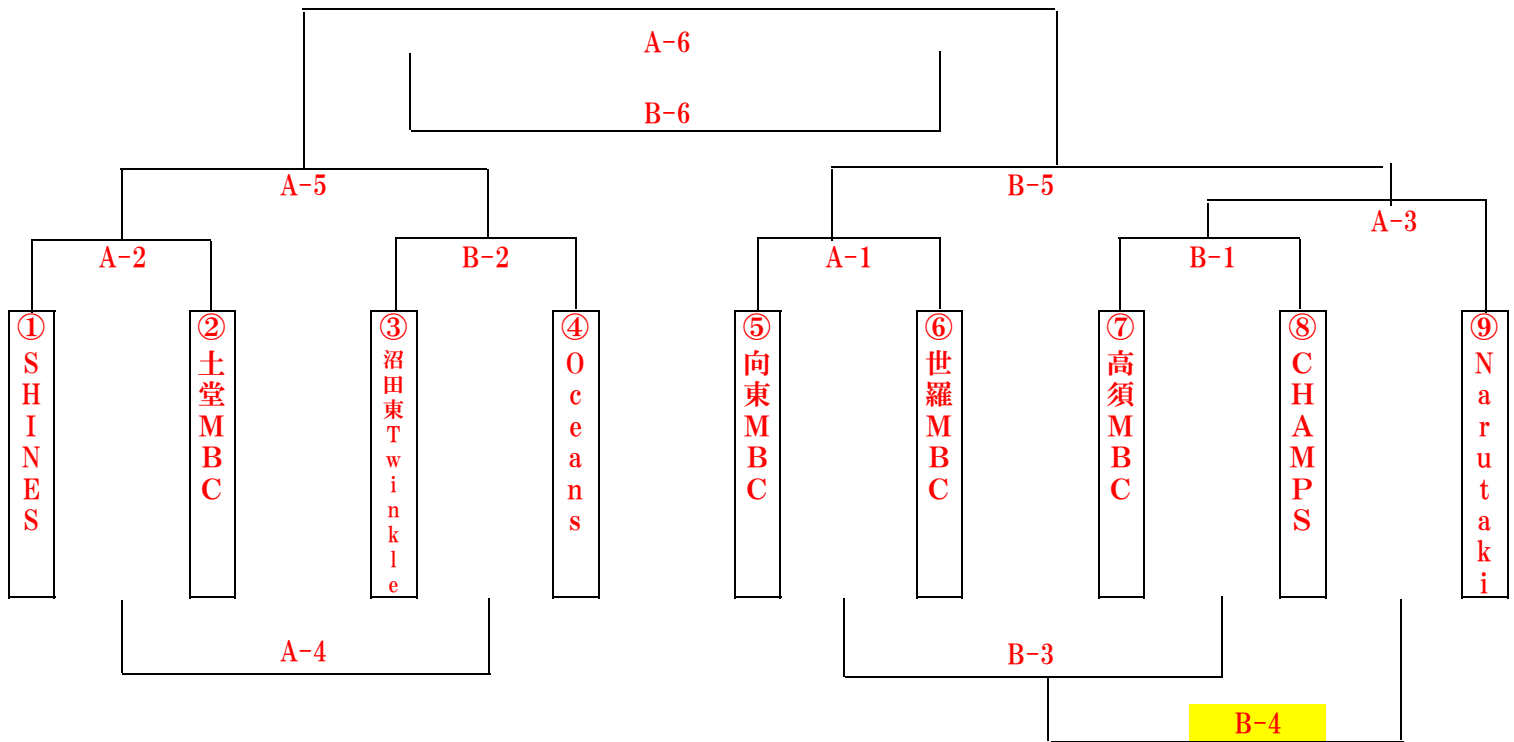 A-6
B-6
A-5
B-5
A-3
A-2
B-2
A-1
B-1
①SHINES
②土堂MBC
③沼田東Twinkle
④Oceans
⑤向東MBC
⑥世羅MBC
⑦高須MBC
⑧CHAMPS
⑨Narutaki
A-4
B-3
B-4